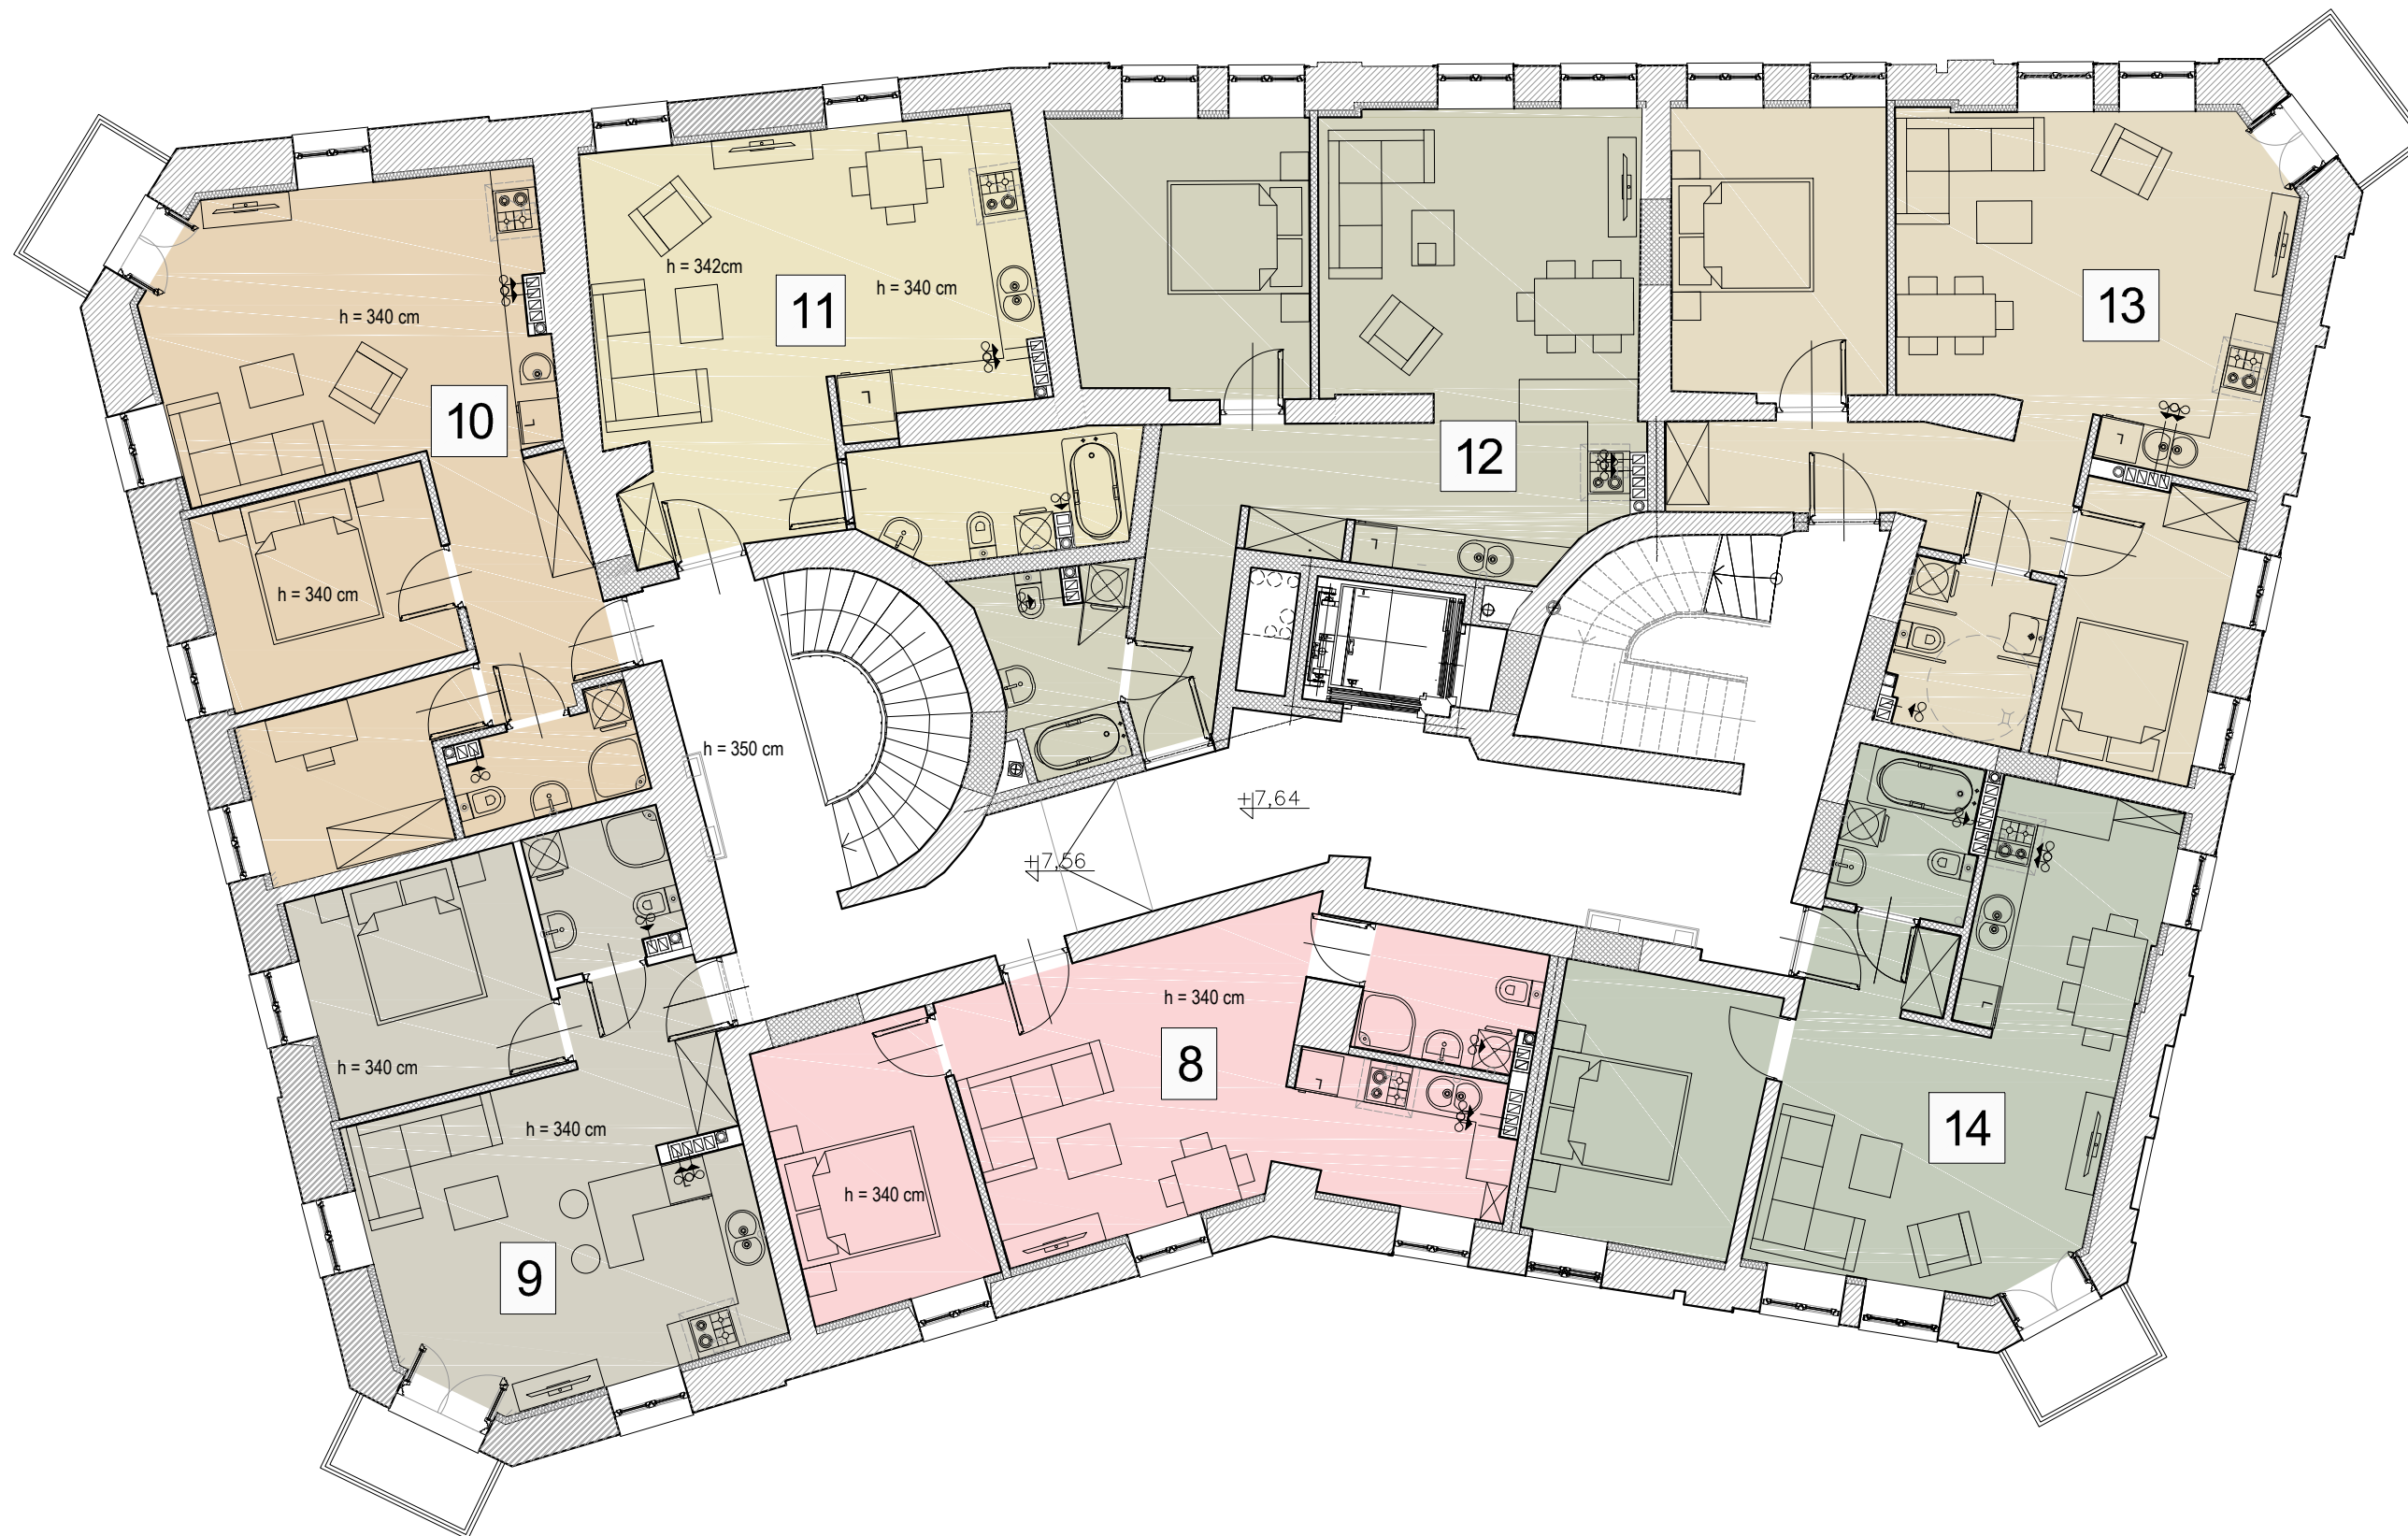 h = 342cm
h = 340 cm
11
h = 340 cm
13
10
12
h = 340 cm
h = 350 cm
+7,64
+7,56
h = 340 cm
8
h = 340 cm
h = 340 cm
14
h = 340 cm
9
L
L
L
L
L
L
L